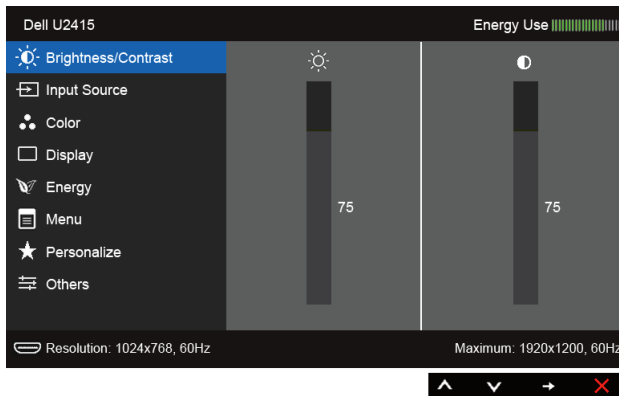 Dell U2415
Energy Use
Brightness/Contrast
Input Source
Color
Display
Energy
Menu
Personalize
Others
75
75
Resolution: 1024x768, 60Hz
Maximum: 1920x1200, 60Hz